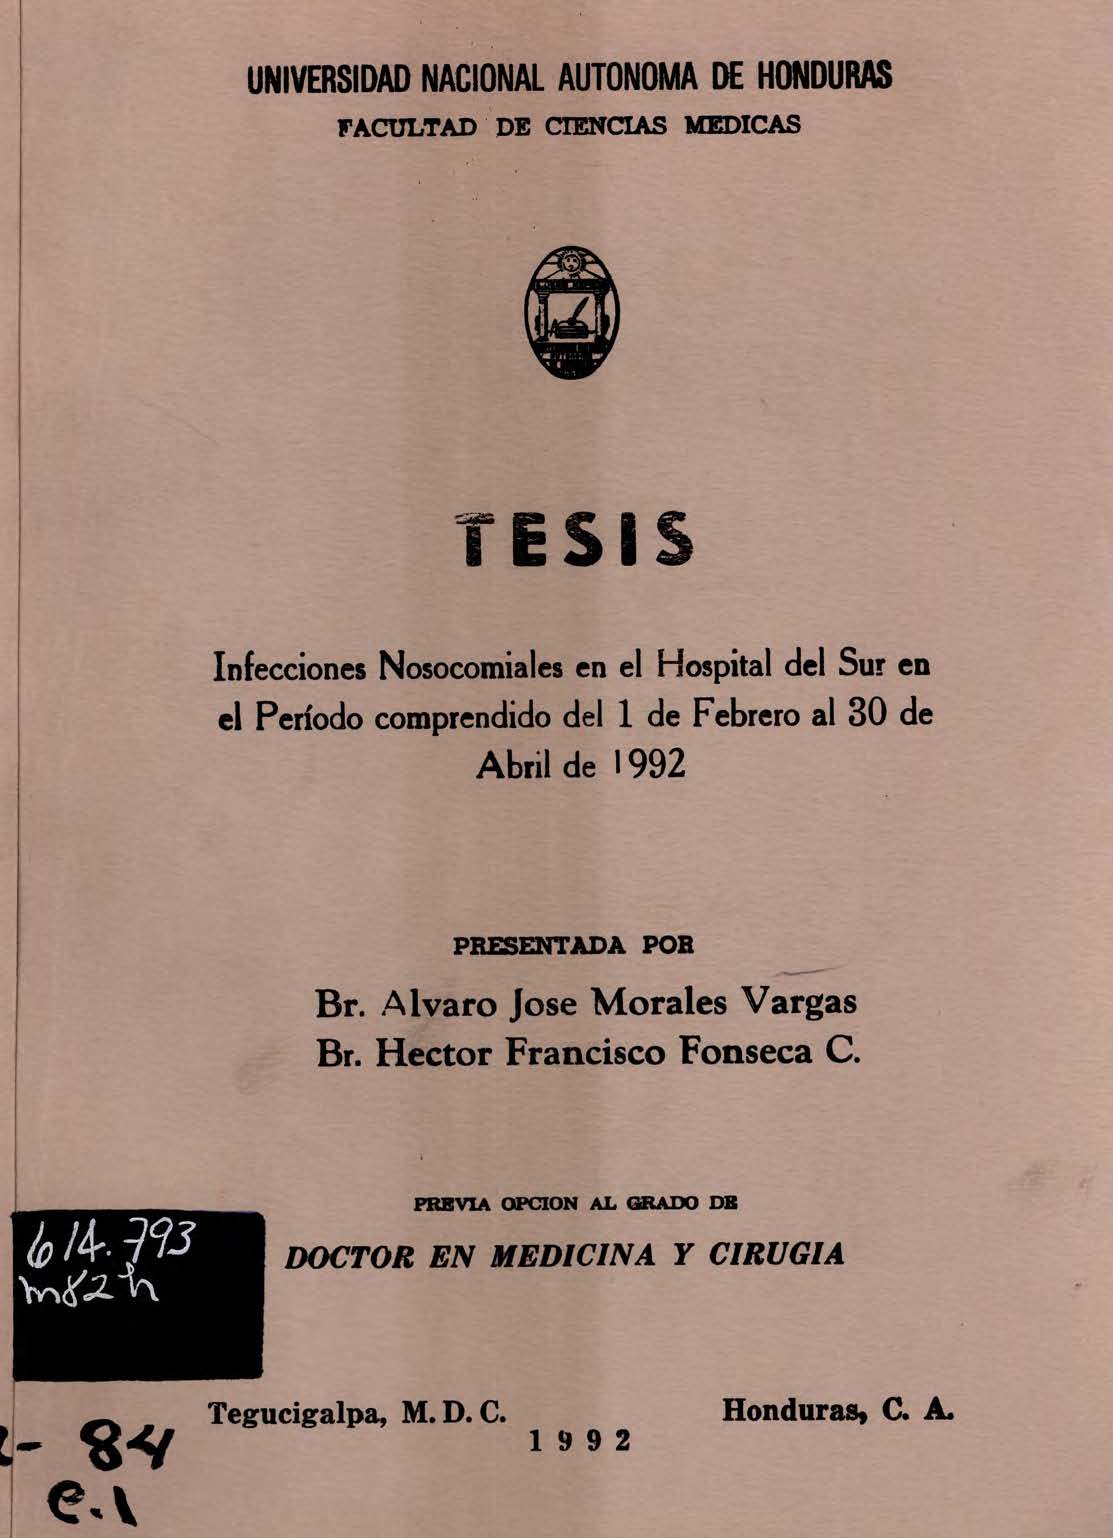 UNIVERSIDAD NACIONAL AUTONOMA DE HONDURAS
FACULTAD DE CIENCIAS MEDICAS
TESIS
Infecciones Nosocomiales en el Hospital del Sur en
el Período comprendido del 1 de Febrero al 30 de
Abril de 1992
PRESENTADA POR
Br. Alvaro Jose Morales Vargas
Br. Hector Francisco Fonseca C.
PREVIA OPCION AL GRADO DE
DOCTOR EN MEDICINA Y CIRUGIA
614.793
m82h
Tegucigalpa, M. D. C. Honduras, C. A.
1992
- 84
e.1